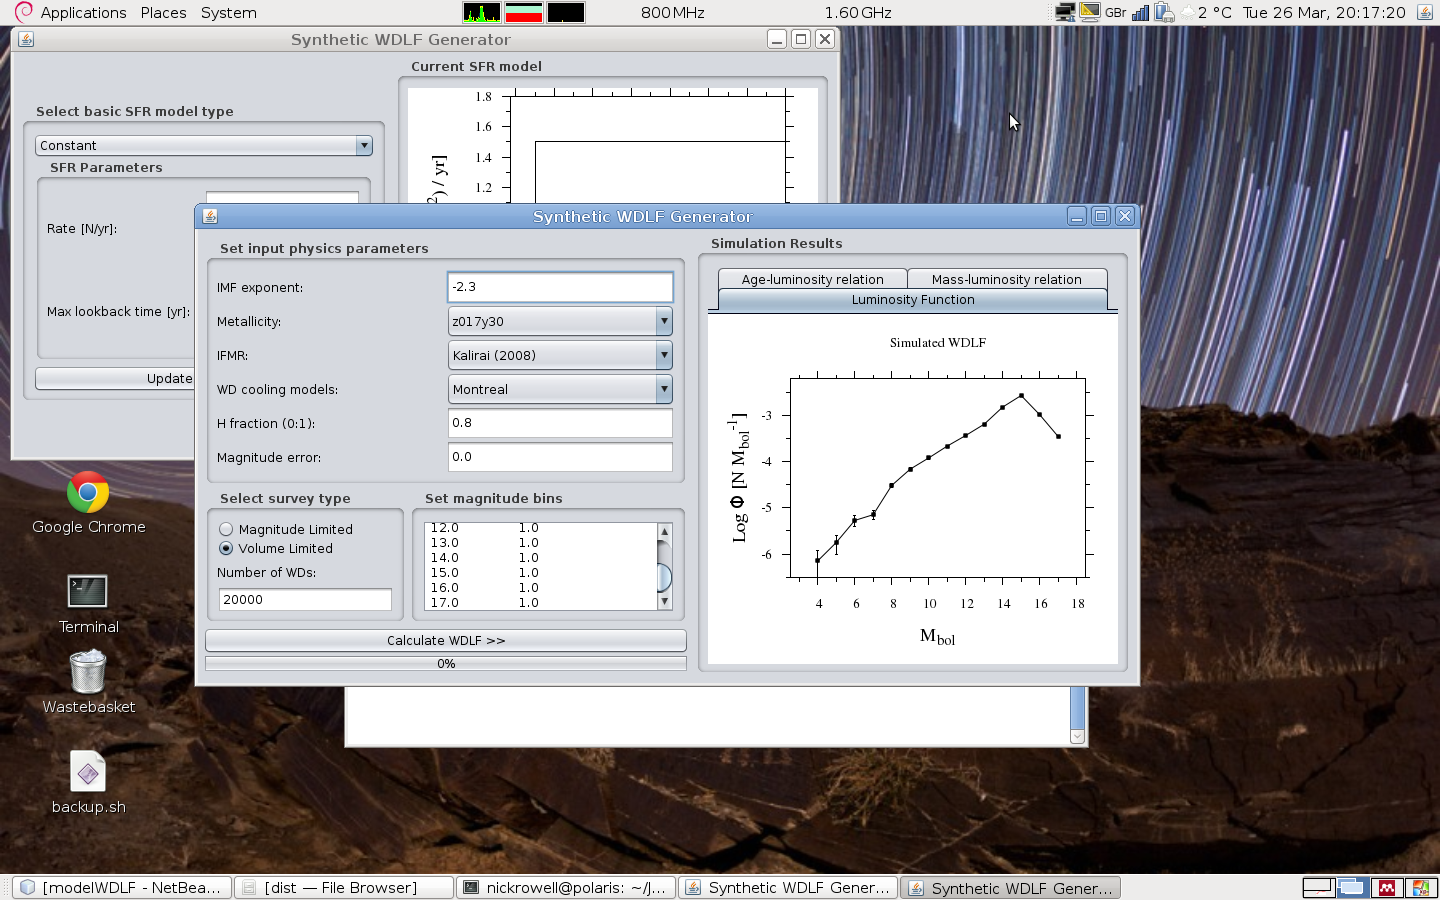 Applications Places System
800 MHz
1.60 GHz
GBr
2 °C
Tue 26 Mar, 20:17:20
Synthetic WDLF Generator
Select basic SFR model type
Constant
SFR Parameters
Rate [N/yr]:
Max lookback time [yr]:
Update
Current SFR model
1.8
1.6
1.4
1.2
2) / yr]
Synthetic WDLF Generator
Set input physics parameters
IMF exponent: -2.3
Metallicity: z017y30
IFMR: Kalirai (2008)
WD cooling models: Montreal
H fraction (0:1): 0.8
Magnitude error: 0.0
Select survey type
Magnitude Limited
Volume Limited
Number of WDs:
20000
Set magnitude bins
12.0 1.0
13.0 1.0
14.0 1.0
15.0 1.0
16.0 1.0
17.0 1.0
Calculate WDLF >>
0%
Simulation Results
Age-luminosity relation Mass-luminosity relation
Luminosity Function
Simulated WDLF
Log Φ [N Mbol-1]
-3
-4
-5
-6
4 6 8 10 12 14 16 18
Mbol
Google Chrome
Terminal
Wastebasket
backup.sh
[modelWDLF - NetBea... [dist — File Browser] nickrowell@polaris: ~/J... Synthetic WDLF Gener... Synthetic WDLF Gener...